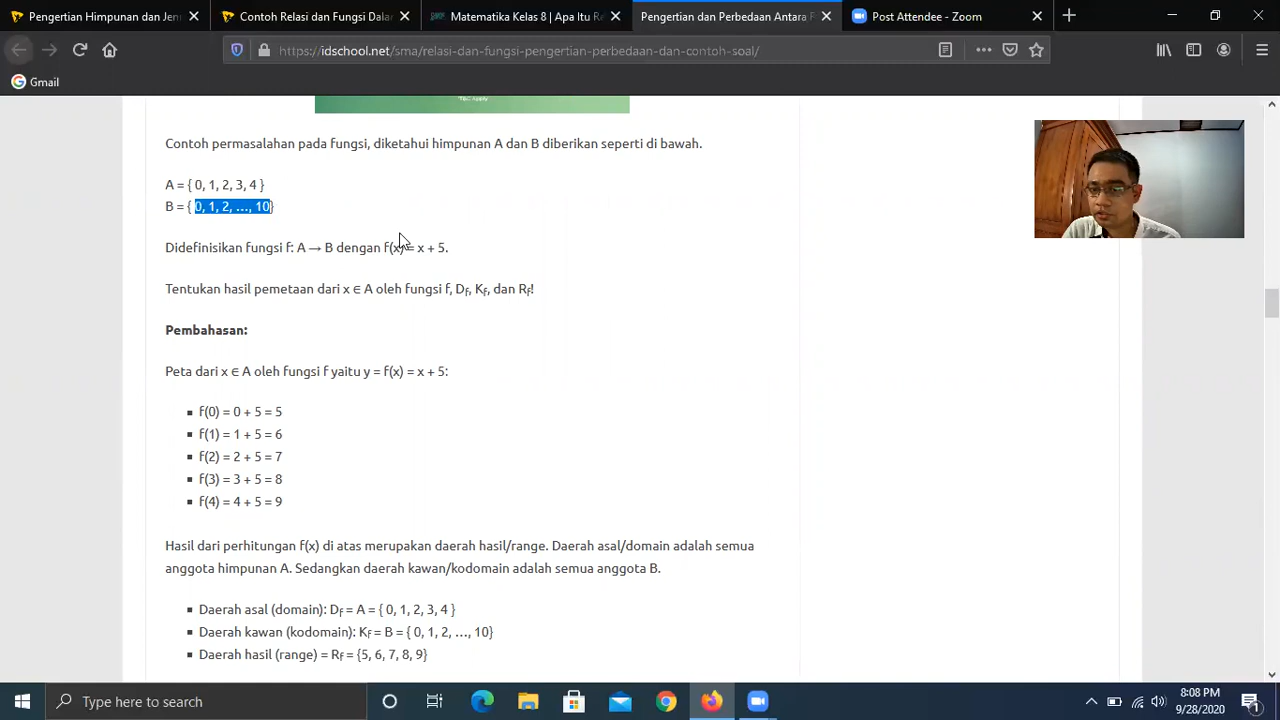 Pengertian Himpunan dan Jen
Contoh Relasi dan Fungsi Dalar
Matematika Kelas 8 | Apa Itu Re
Pengertian dan Perbedaan Antara F
Post Attendee - Zoom
https://idschool.net/sma/relasi-dan-fungsi-pengertian-perbedaan-dan-contoh-soal/
Gmail
T&C Apply
Contoh permasalahan pada fungsi, diketahui himpunan A dan B diberikan seperti di bawah.
A = { 0, 1, 2, 3, 4 }
B = { 0, 1, 2, …, 10}
Didefinisikan fungsi f: A → B dengan f(x) = x + 5.
Tentukan hasil pemetaan dari x ∈ A oleh fungsi f, Df, Kf, dan Rf!
Pembahasan:
Peta dari x ∈ A oleh fungsi f yaitu y = f(x) = x + 5:
f(0) = 0 + 5 = 5
f(1) = 1 + 5 = 6
f(2) = 2 + 5 = 7
f(3) = 3 + 5 = 8
f(4) = 4 + 5 = 9
Hasil dari perhitungan f(x) di atas merupakan daerah hasil/range. Daerah asal/domain adalah semua
anggota himpunan A. Sedangkan daerah kawan/kodomain adalah semua anggota B.
Daerah asal (domain): Df = A = { 0, 1, 2, 3, 4 }
Daerah kawan (kodomain): Kf = B = { 0, 1, 2, …, 10}
Daerah hasil (range) = Rf = {5, 6, 7, 8, 9}
Type here to search
8:08 PM
9/28/2020